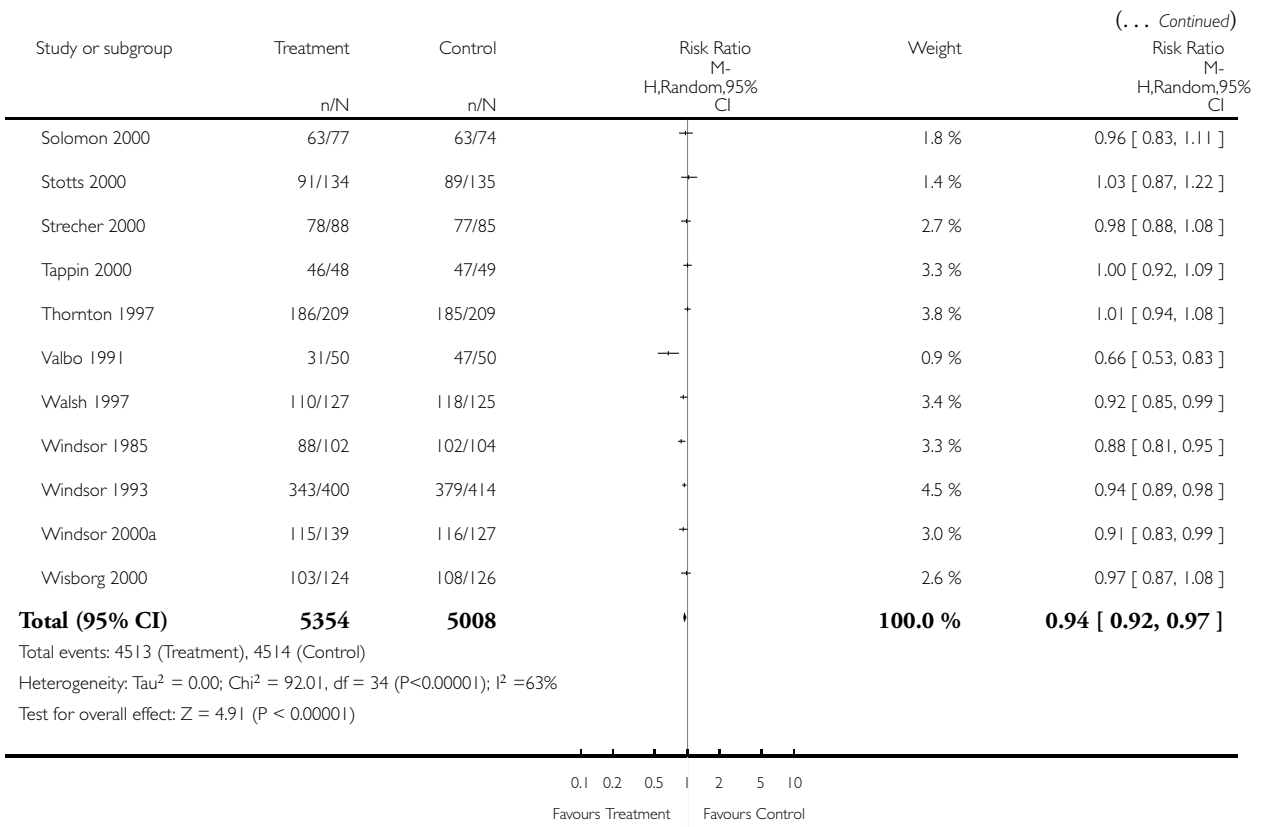 (... Continued)
Study or subgroup Treatment Control Risk Ratio Weight Risk Ratio
M- M-
H,Random,95% H,Random,95%
n/N n/N CI CI
Solomon 2000 63/77 63/74 1.8 % 0.96 [ 0.83, 1.11 ]
Stotts 2000 91/134 89/135 1.4 % 1.03 [ 0.87, 1.22 ]
Strecher 2000 78/88 77/85 2.7 % 0.98 [ 0.88, 1.08 ]
Tappin 2000 46/48 47/49 3.3 % 1.00 [ 0.92, 1.09 ]
Thornton 1997 186/209 185/209 3.8 % 1.01 [ 0.94, 1.08 ]
Valbo 1991 31/50 47/50 0.9 % 0.66 [ 0.53, 0.83 ]
Walsh 1997 110/127 118/125 3.4 % 0.92 [ 0.85, 0.99 ]
Windsor 1985 88/102 102/104 3.3 % 0.88 [ 0.81, 0.95 ]
Windsor 1993 343/400 379/414 4.5 % 0.94 [ 0.89, 0.98 ]
Windsor 2000a 115/139 116/127 3.0 % 0.91 [ 0.83, 0.99 ]
Wisborg 2000 103/124 108/126 2.6 % 0.97 [ 0.87, 1.08 ]
Total (95% CI) 5354 5008 100.0 % 0.94 [ 0.92, 0.97 ]
Total events: 4513 (Treatment), 4514 (Control)
Heterogeneity: Tau² = 0.00; Chi² = 92.01, df = 34 (P<0.00001); I² =63%
Test for overall effect: Z = 4.91 (P < 0.00001)
0.1 0.2 0.5 1 2 5 10
Favours Treatment Favours Control